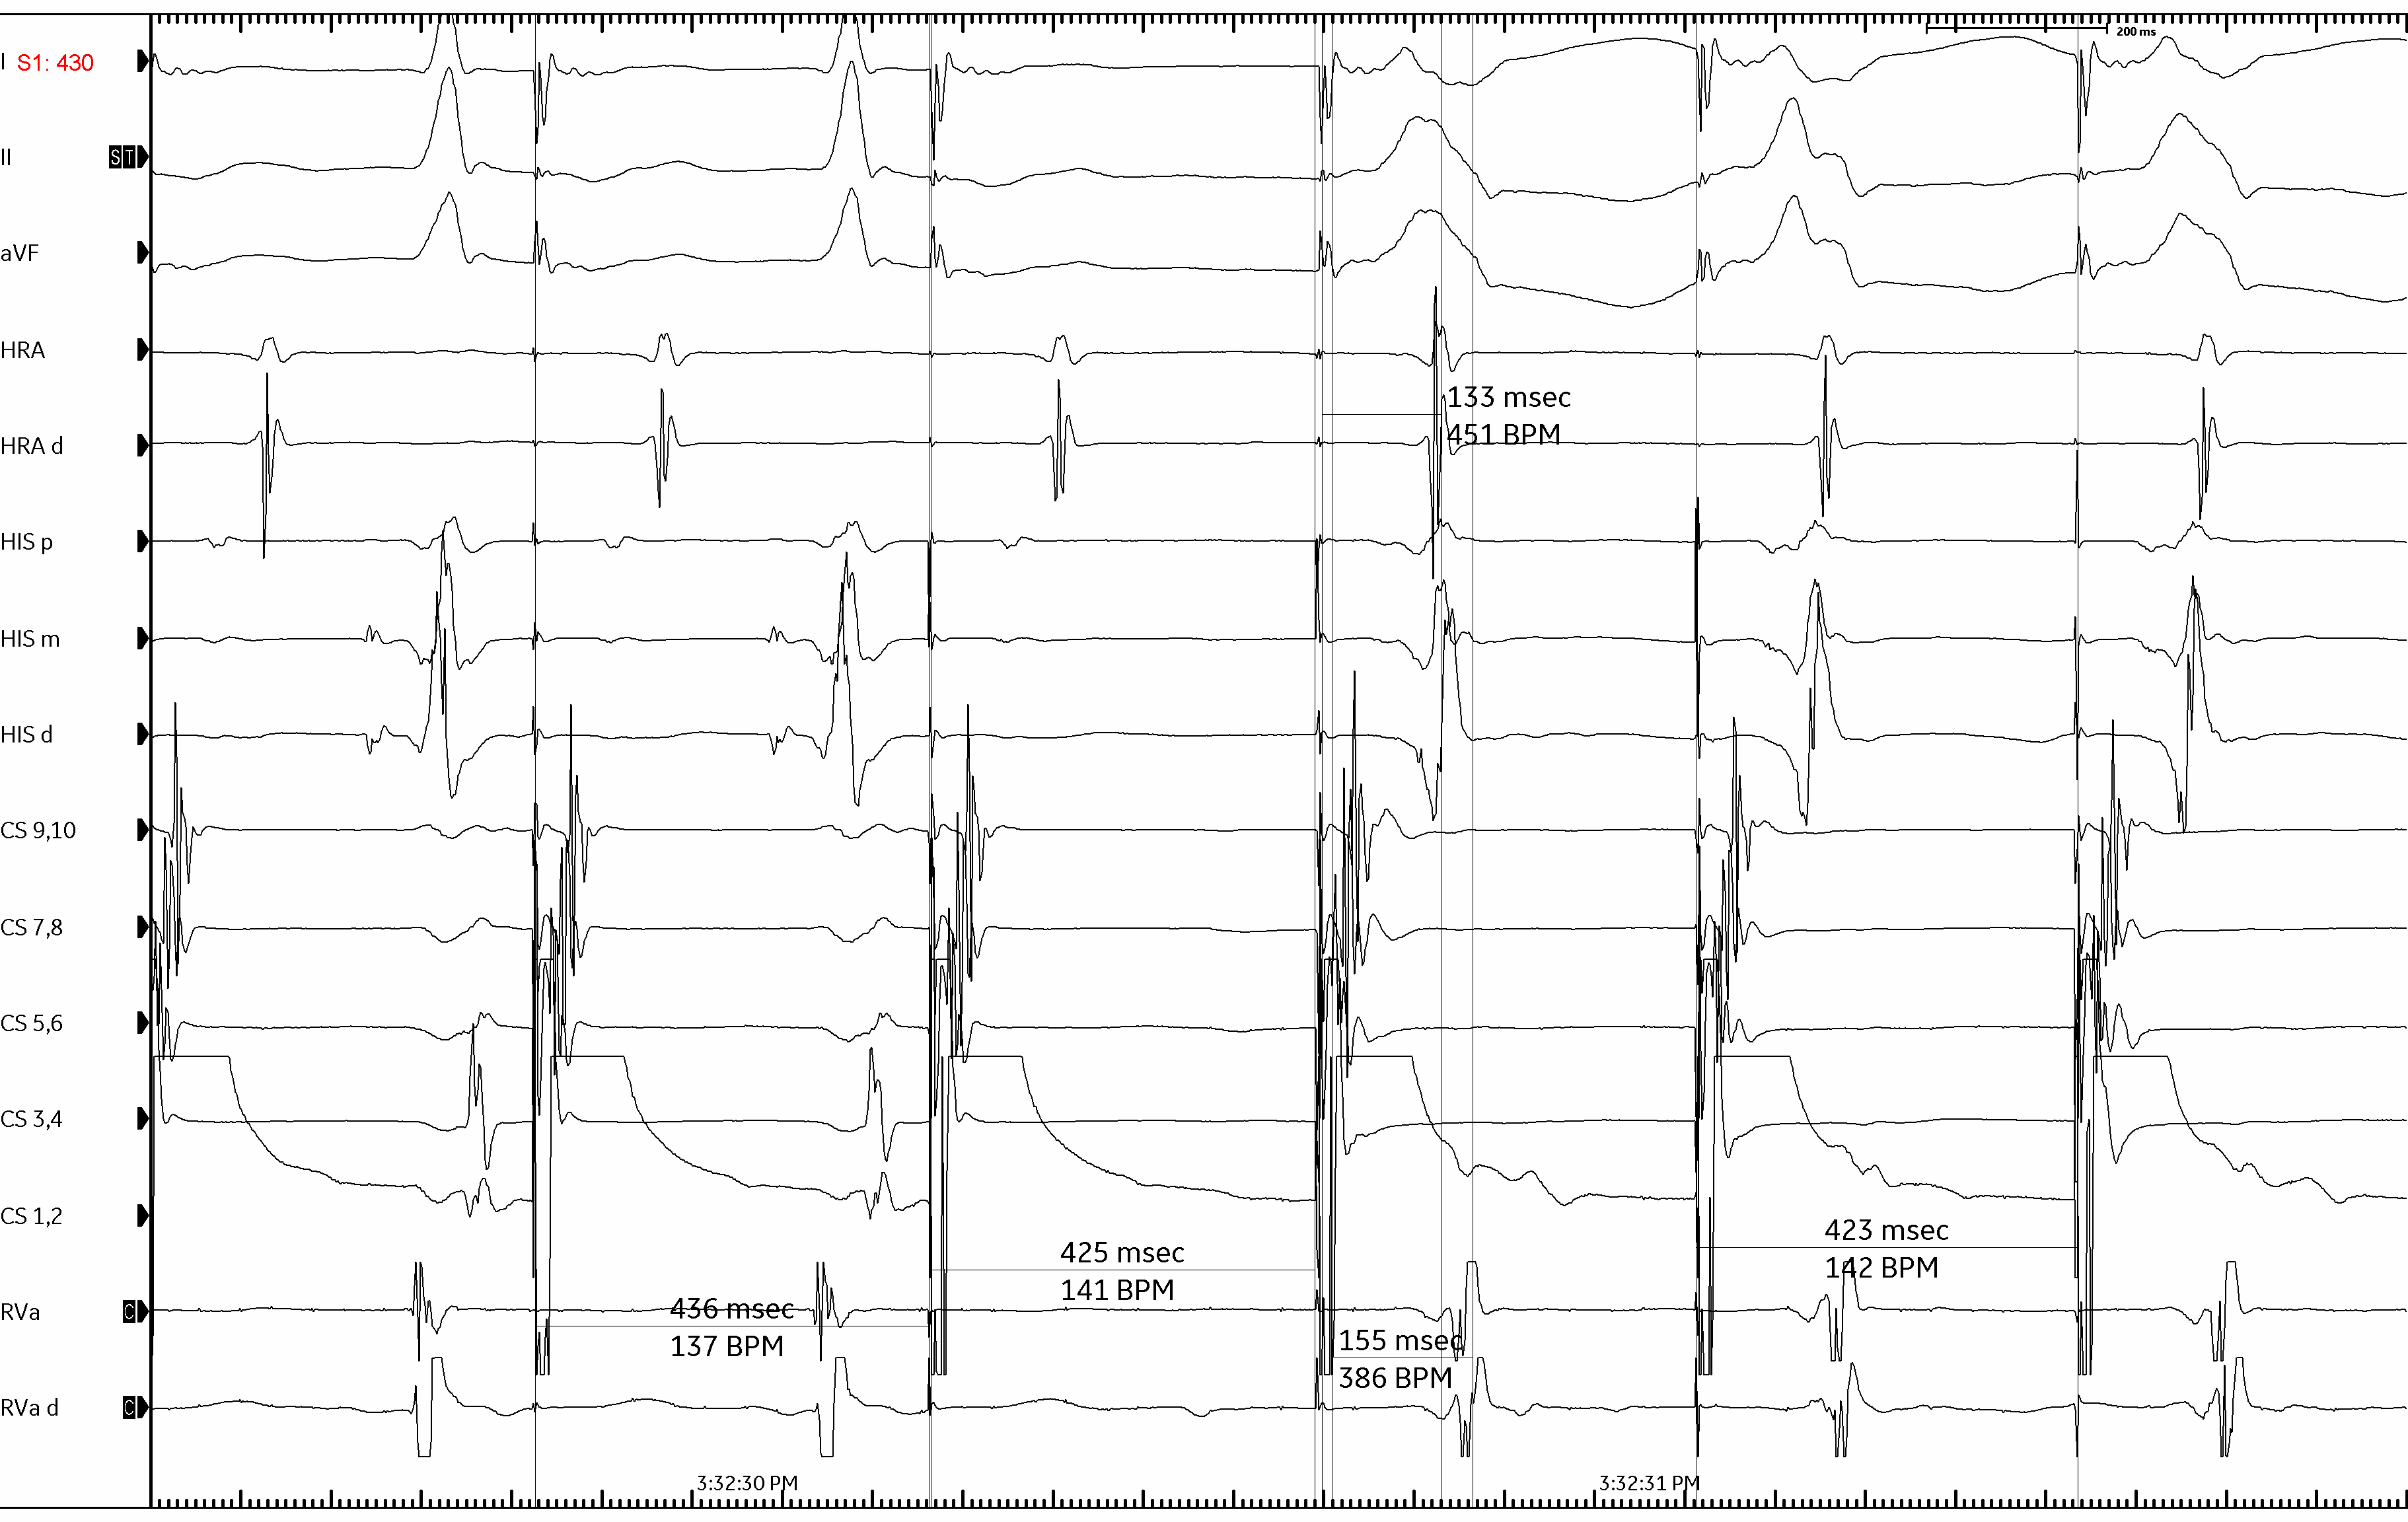 200 ms
I S1: 430
II ST
aVF
HRA
133 msec
HRA d
451 BPM
HIS p
HIS m
HIS d
CS 9,10
CS 7,8
CS 5,6
CS 3,4
CS 1,2
423 msec
142 BPM
425 msec
141 BPM
RVa C
436 msec
137 BPM
155 msec
386 BPM
RVa d C
3:32:30 PM
3:32:31 PM